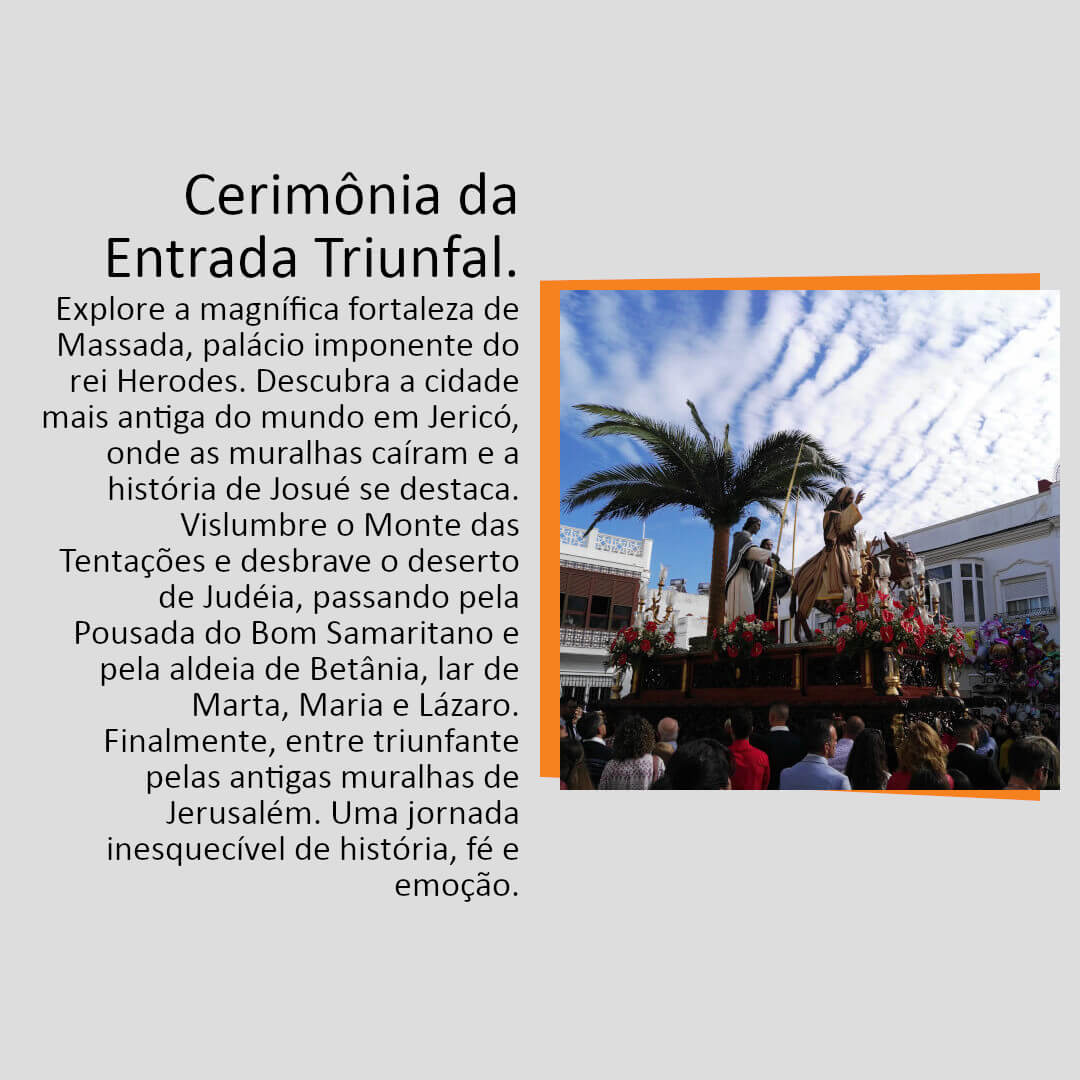 Cerimônia da
Entrada Triunfal.
Explore a magnífica fortaleza de
Massada, palácio imponente do
rei Herodes. Descubra a cidade
mais antiga do mundo em Jericó,
onde as muralhas caíram e a
história de Josué se destaca.
Vislumbre o Monte das
Tentações e desbrave o deserto
de Judéia, passando pela
Pousada do Bom Samaritano e
pela aldeia de Betânia, lar de
Marta, Maria e Lázaro.
Finalmente, entre triunfante
pelas antigas muralhas de
Jerusalém. Uma jornada
inesquecível de história, fé e
emoção.